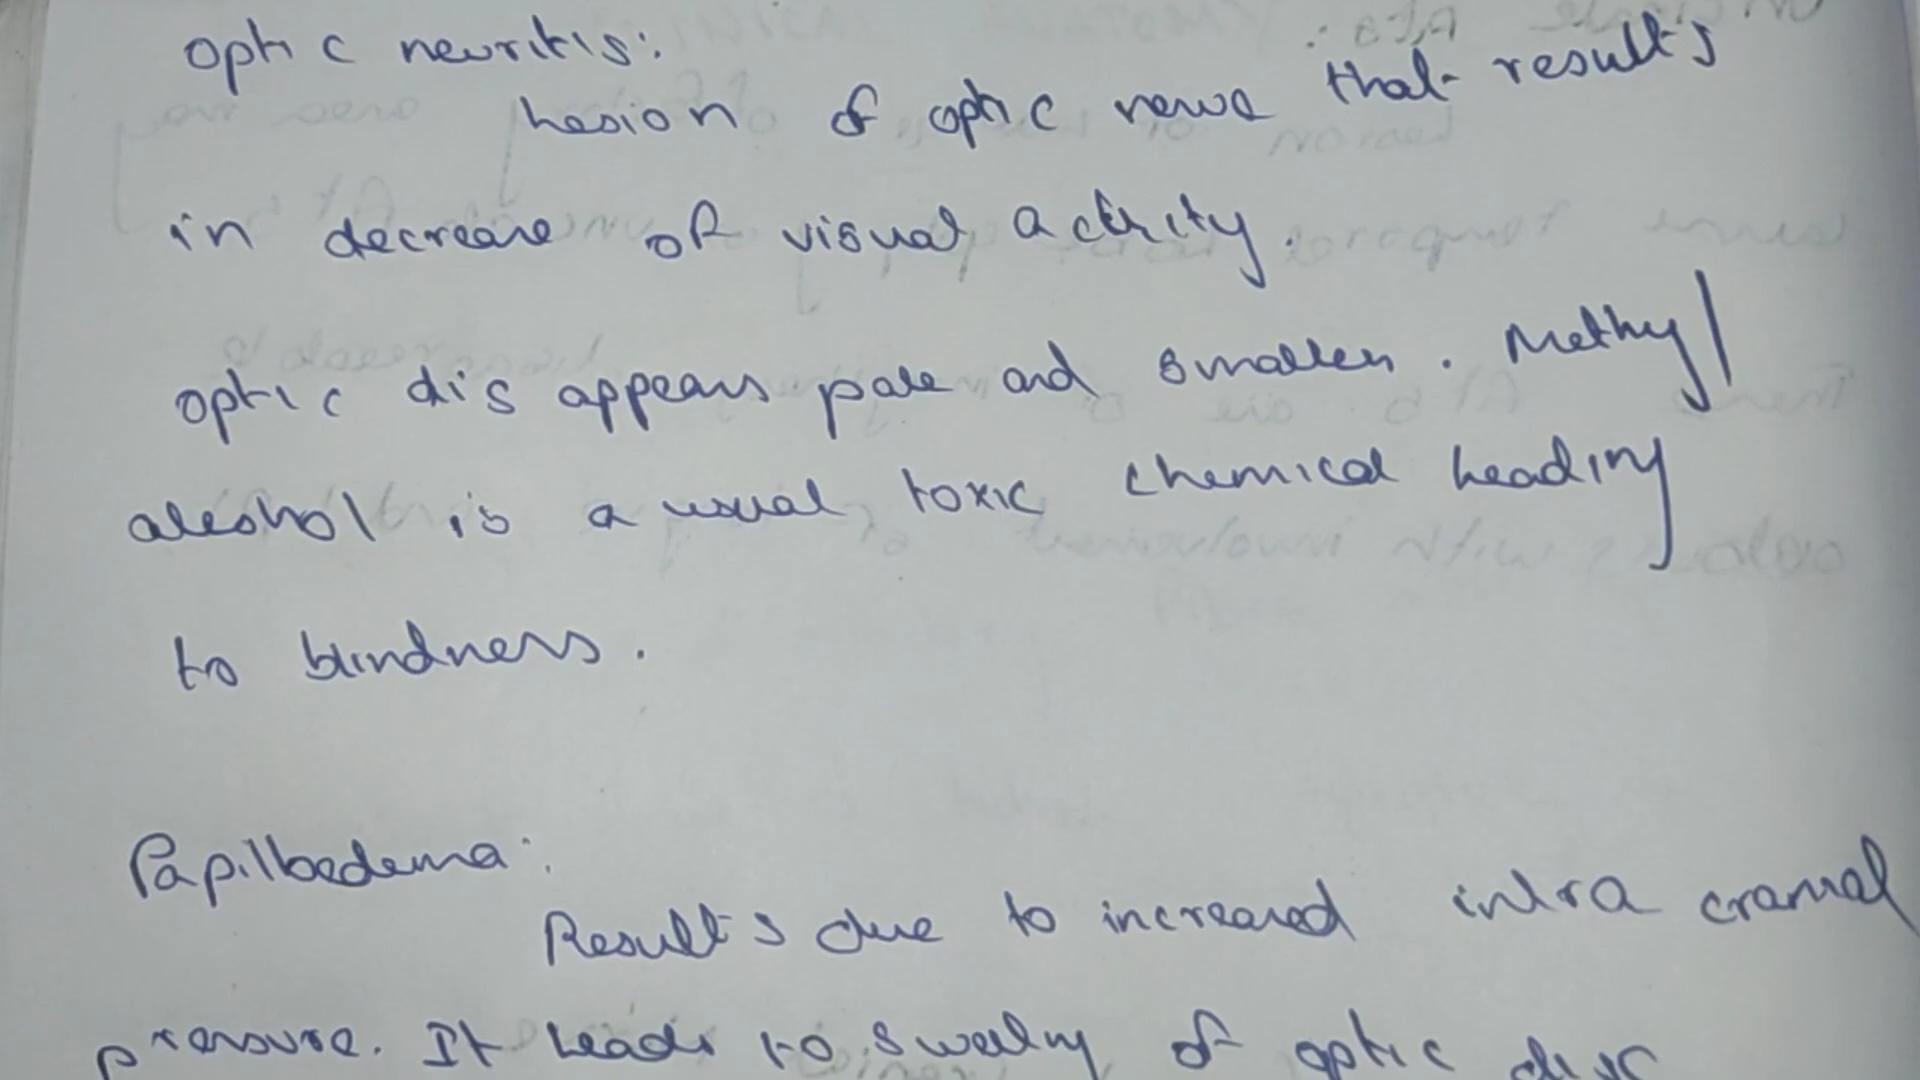 optic neuritis:
Lesion of optic nerve that results
in decrease of visual acuity.
optic dis appears pale and smaller. Methyl
alcohol is a usual toxic chemical leading
to blindness.
Papilloedema:
Results due to increased intra cranial
pressure. It leads to swelling of optic disc